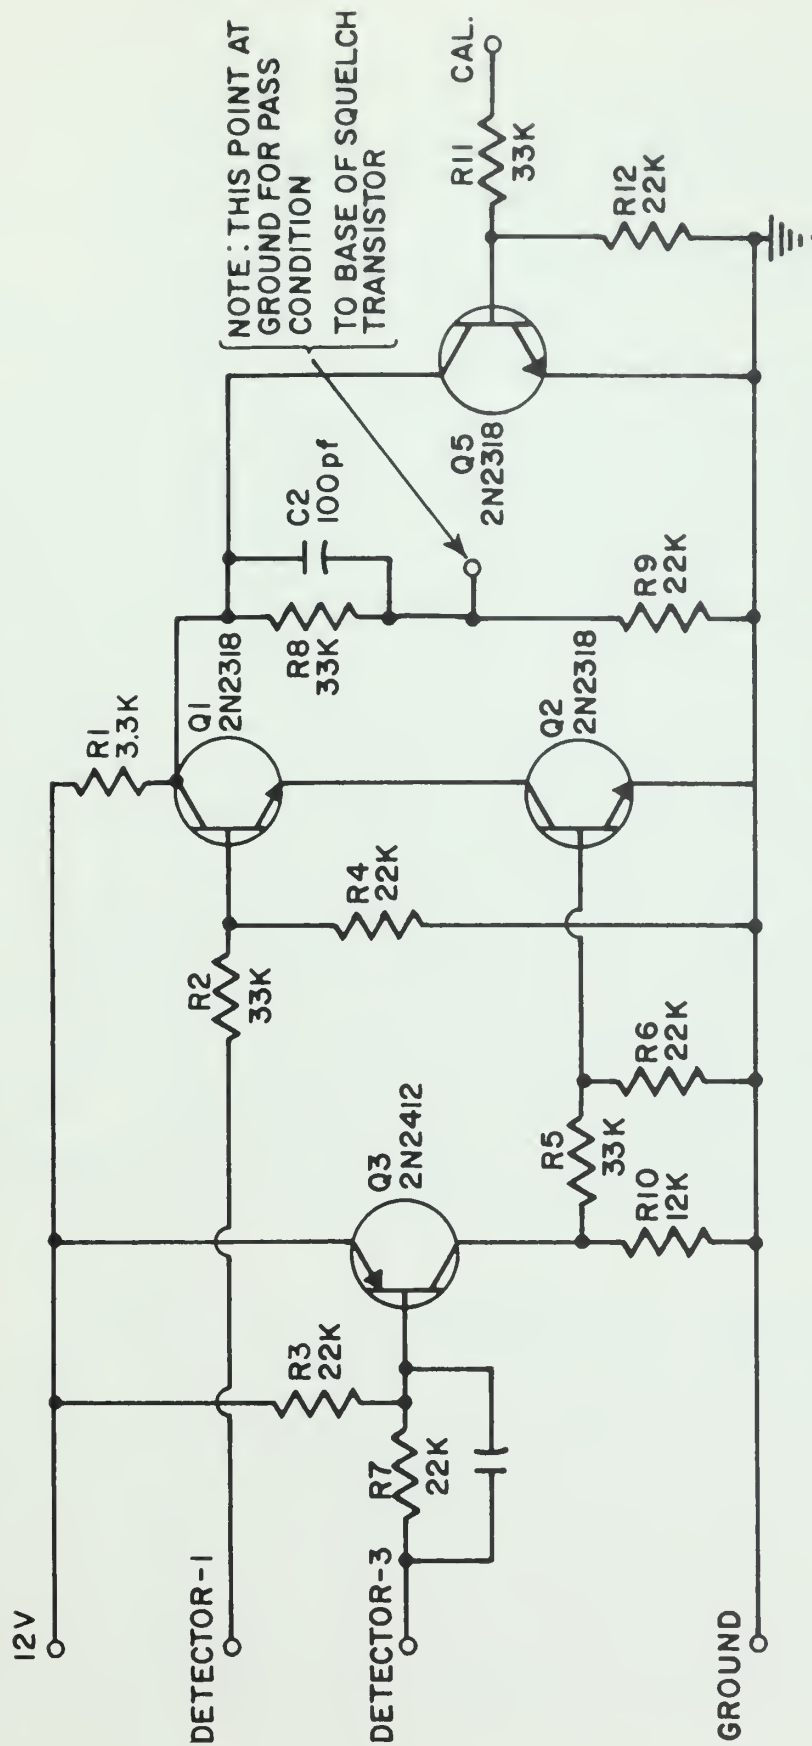 12V
DETECTOR-1
DETECTOR-3
GROUND
R7
22K
R3
22K
Q3
2N2412
R10
12K
R5
33K
R6
22K
R2
33K
R4
22K
R1
3.3K
Q1
2N2318
Q2
2N2318
R8
33K
C2
100pf
R9
22K
Q5
2N2318
NOTE: THIS POINT AT
GROUND FOR PASS
CONDITION
TO BASE OF SQUELCH
TRANSISTOR
R11
33K
CAL.
R12
22K